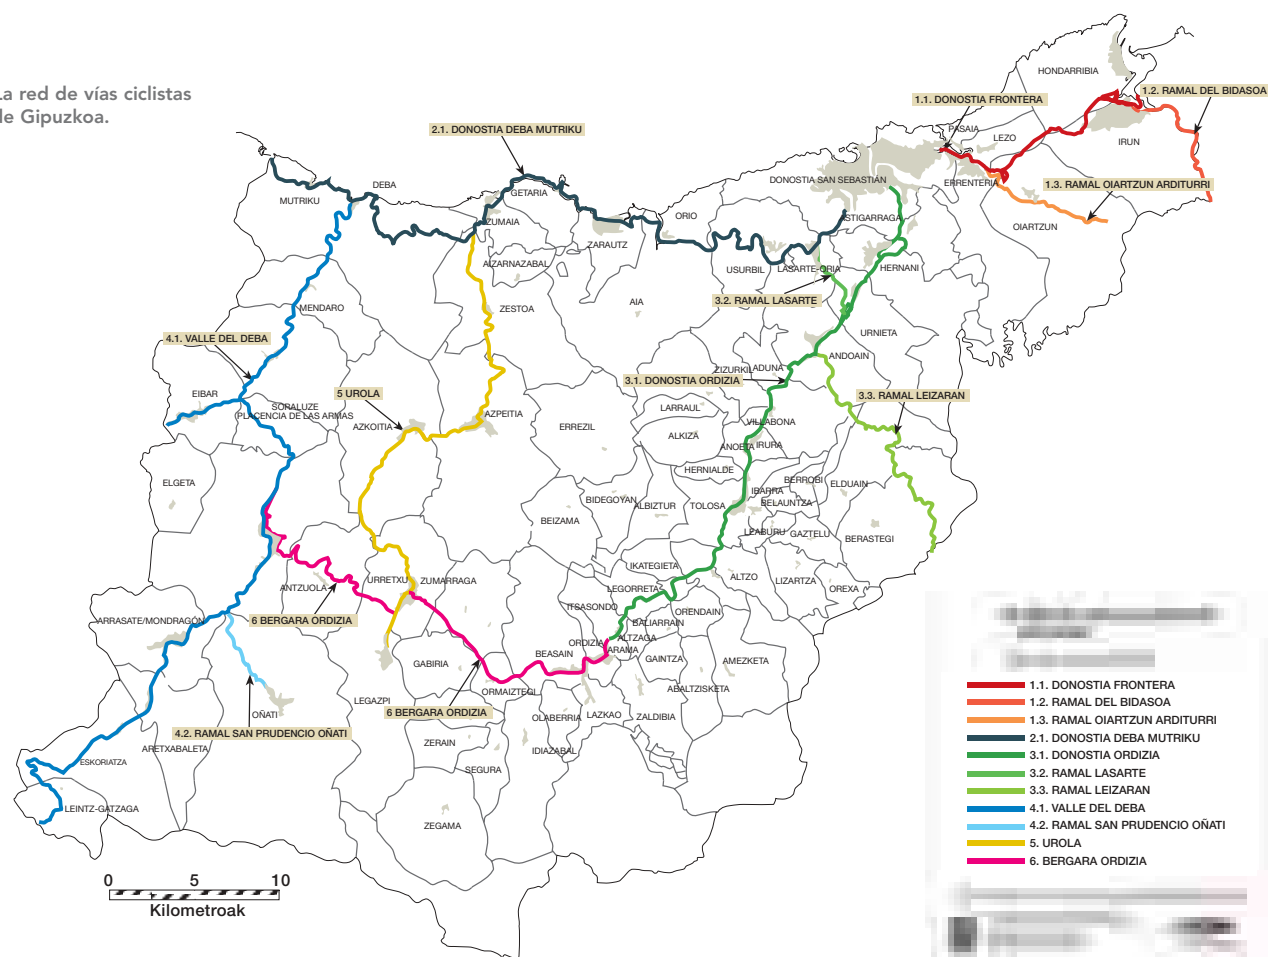 La red de vías ciclistas
de Gipuzkoa.
HONDARRIBIA
1.2. RAMAL DEL BIDASOA
1.1. DONOSTIA FRONTERA
2.1. DONOSTIA DEBA MUTRIKU
PASAIA
LEZO
IRUN
DONOSTIA SAN SEBASTIÁN
ERRENTERIA
1.3. RAMAL OIARTZUN ARDITURRI
DEBA
MUTRIKU
GETARIA
ZUMAIA
ORIO
ISTIGARRAGA
OIARTZUN
ZARAUTZ
AIZARNAZABAL
USURBIL
LASARTE-ORIA
HERNANI
MENDARO
ZESTOA
AIA
3.2. RAMAL LASARTE
URNIETA
4.1. VALLE DEL DEBA
ANDOAIN
ZIZURKIL
ADUNA
3.1. DONOSTIA ORDIZIA
EIBAR
5 UROLA
3.3. RAMAL LEIZARAN
SORALUZE
PLACENCIA DE LAS ARMAS
AZKOITIA
AZPEITIA
ERREZIL
LARRAUL
VILLABONA
ALKIZA
ANOETA
IRURA
HERNIALDE
ELGETA
BERROBI
ELDUAIN
IBARRA
BIDEGOYAN
ALBIZTUR
TOLOSA
BELAUNTZA
BEIZAMA
LEABURU
GAZTELU
BERASTEGI
IKATEGIETA
ALTZO
LIZARTZA
OREXA
ANTZUOLA
URRETXU
ZUMARRAGA
LEGORRETA
ITSASONDO
ORENDAIN
ARRASATE/MONDRAGÓN
6 BERGARA ORDIZIA
BALIARRAIN
ORDIZIA
ALTZAGA
ARAMA
BEASAIN
GABIRIA
GAINTZA
AMEZKETA
ORMAIZTEGI
ABALTZISKETA
LEGAZPI
6 BERGARA ORDIZIA
OÑATI
OLABERRIA
LAZKAO
ZALDIBIA
4.2. RAMAL SAN PRUDENCIO OÑATI
ARETXABALETA
ZERAIN
IDIAZABAL
ESKORIATZA
SEGURA
LEINTZ-GATZAGA
ZEGAMA
0 5 10
Kilometroak
1.1. DONOSTIA FRONTERA
1.2. RAMAL DEL BIDASOA
1.3. RAMAL OIARTZUN ARDITURRI
2.1. DONOSTIA DEBA MUTRIKU
3.1. DONOSTIA ORDIZIA
3.2. RAMAL LASARTE
3.3. RAMAL LEIZARAN
4.1. VALLE DEL DEBA
4.2. RAMAL SAN PRUDENCIO OÑATI
5. UROLA
6. BERGARA ORDIZIA